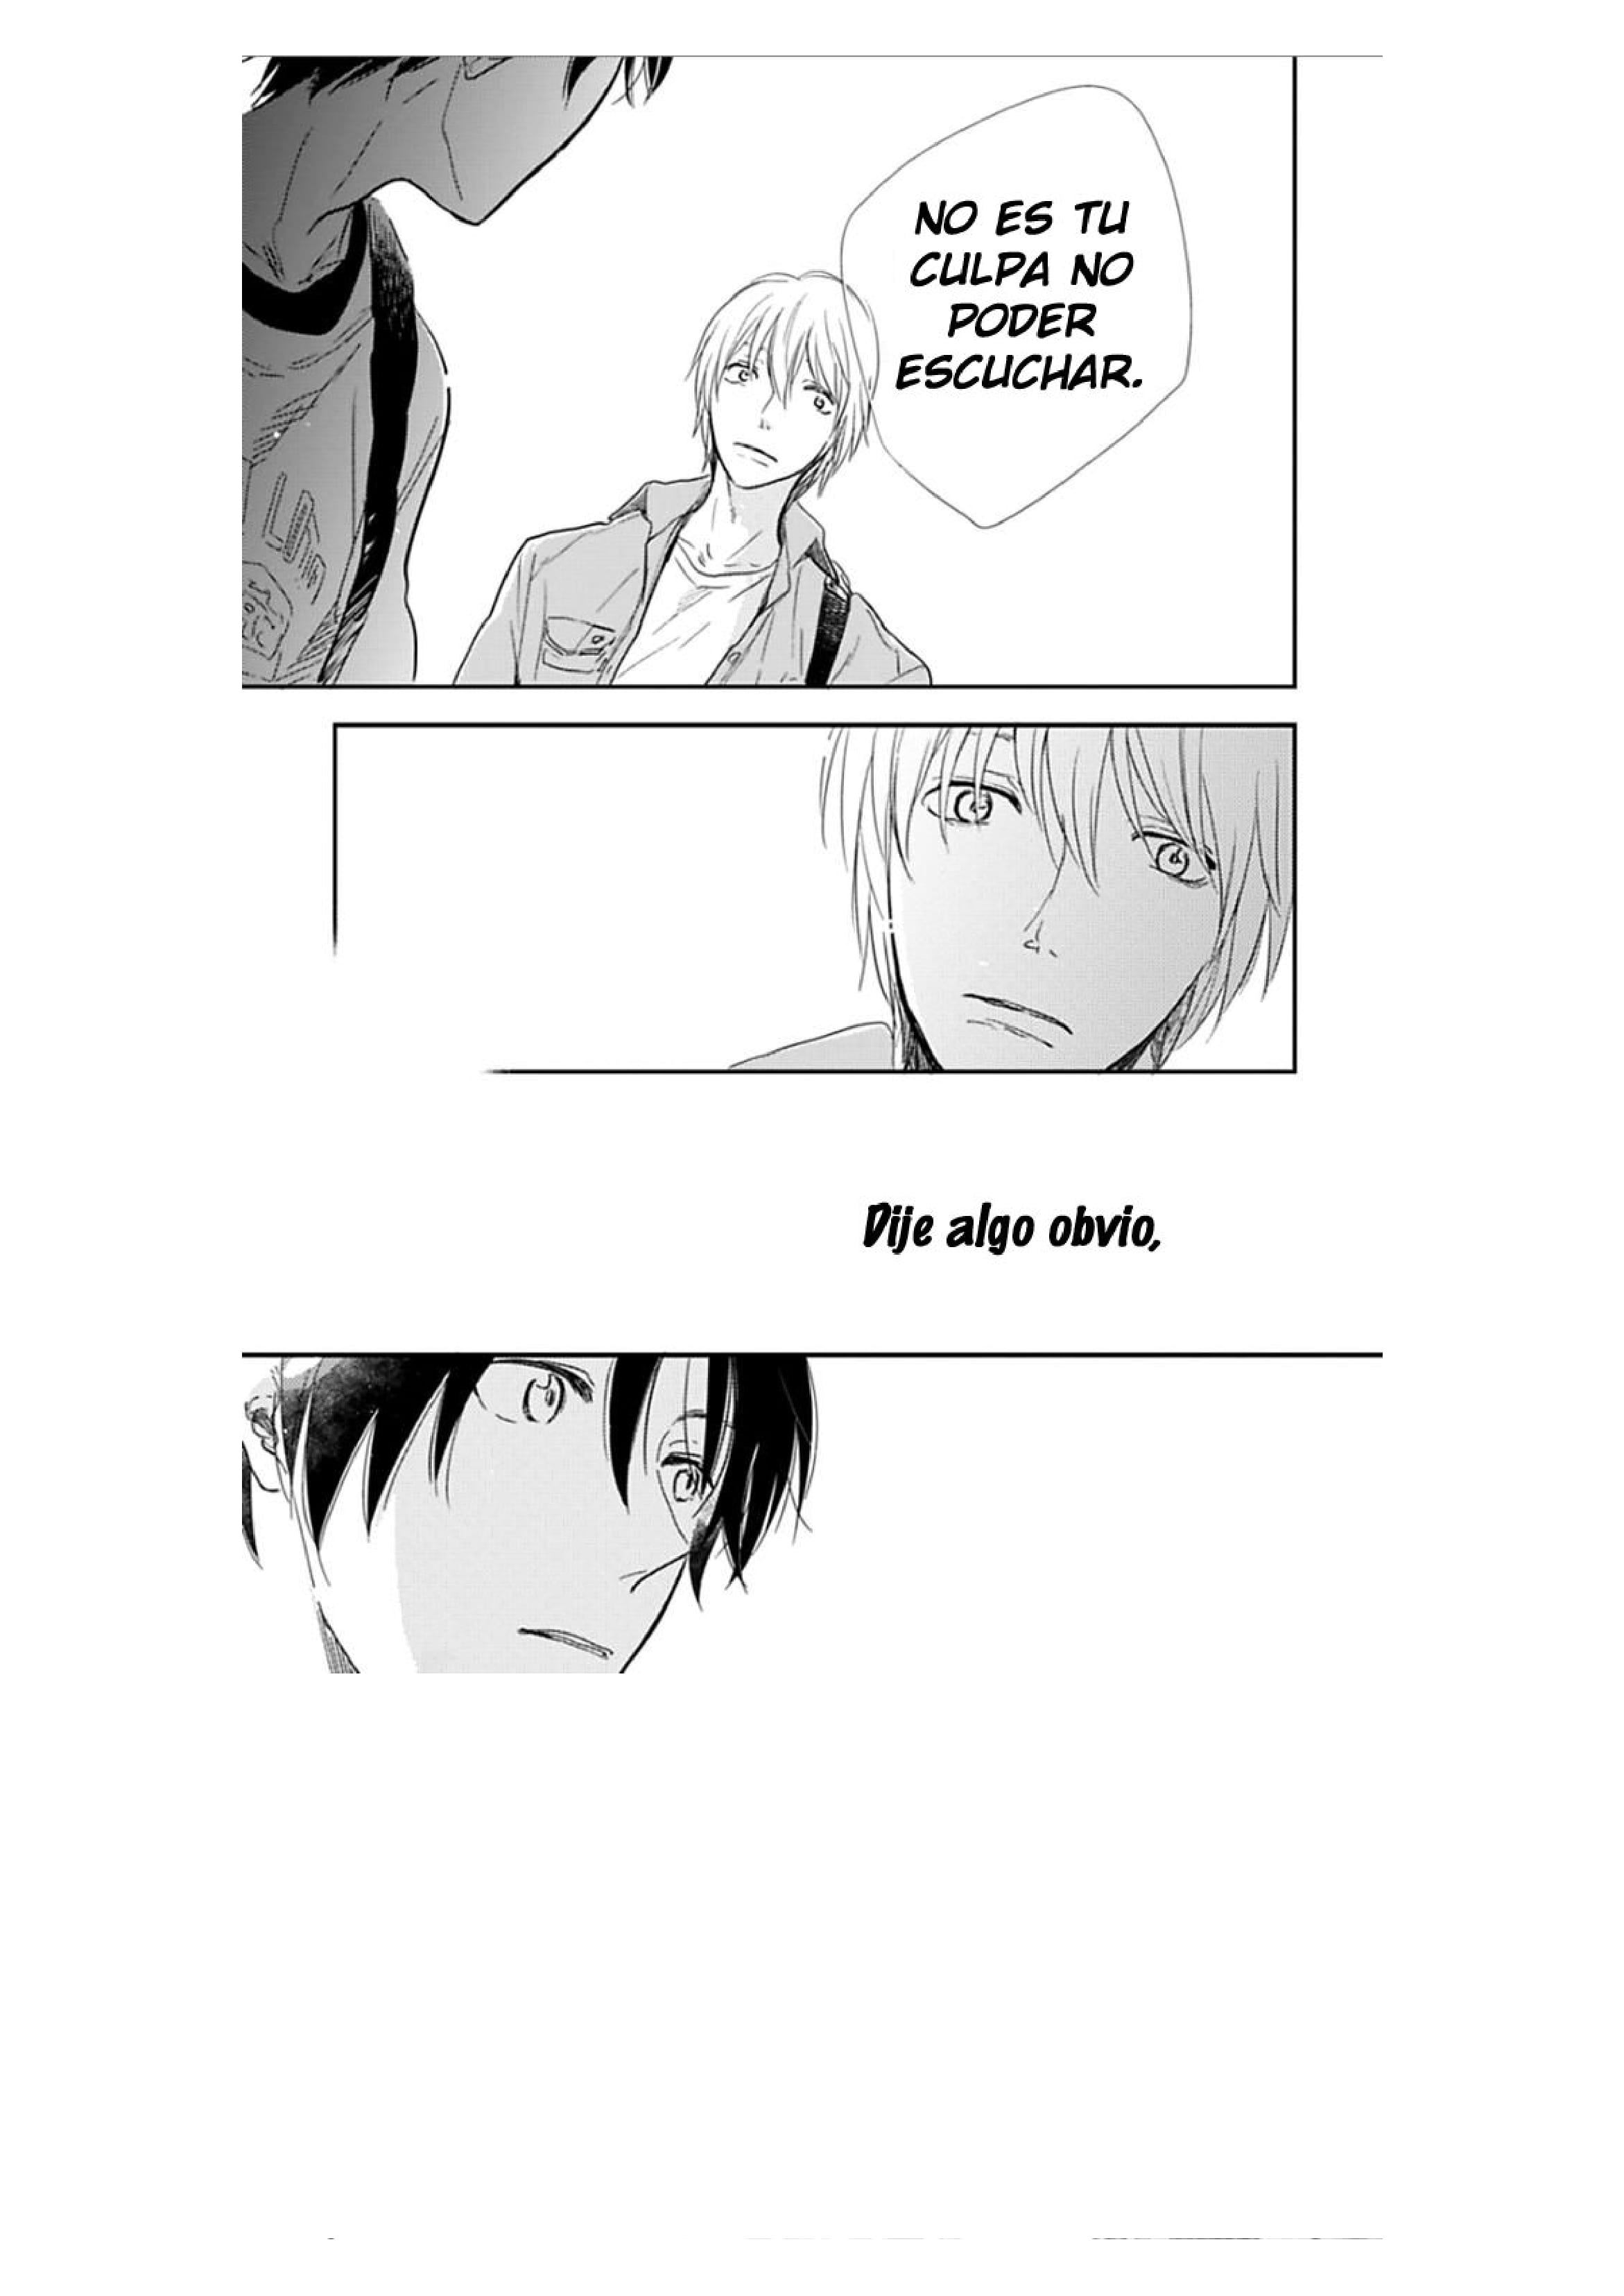 NO ES TU
CULPA NO
PODER
ESCUCHAR.
Dije algo obvio,